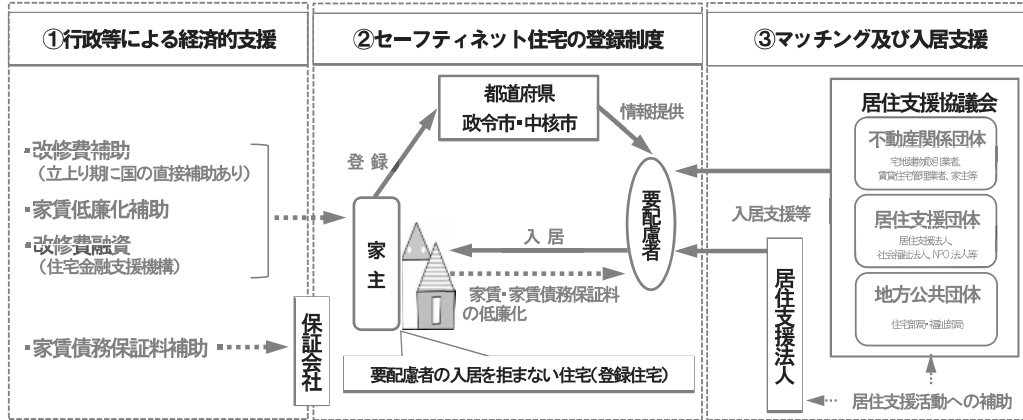 ①行政等による経済的支援
・改修費補助
（立上り期に国の直接補助あり）
・家賃低廉化補助
・改修費融資
（住宅金融支援機構）
・家賃債務保証料補助
保証会社
②セーフティネット住宅の登録制度
都道府県
政令市・中核市
登録
情報提供
家主
要配慮者
入居
家賃・家賃債務保証料
の低廉化
要配慮者の入居を拒まない住宅（登録住宅）
③マッチング及び入居支援
居住支援協議会
不動産関係団体
宅地建物取引業者、
賃貸住宅管理業者、家主等
居住支援団体
居住支援法人、
社会福祉法人、NPO法人等
地方公共団体
住宅部局・福祉部局
入居支援等
居住支援法人
居住支援活動への補助